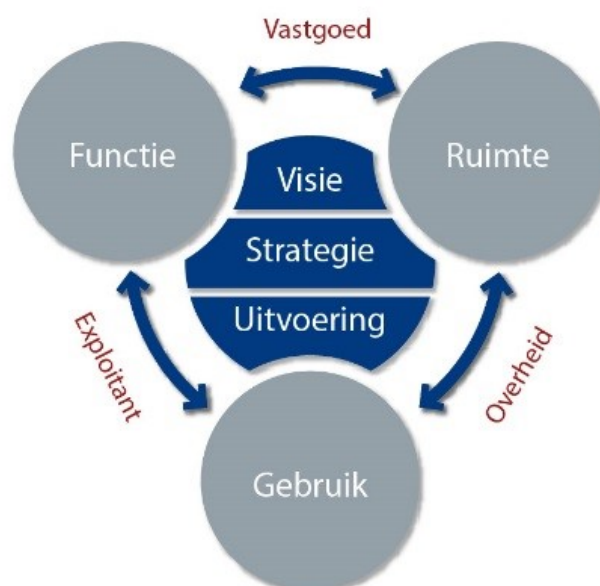 Vastgoed
Functie
Ruimte
Visie
Strategie
Uitvoering
Exploitant
Overheid
Gebruik